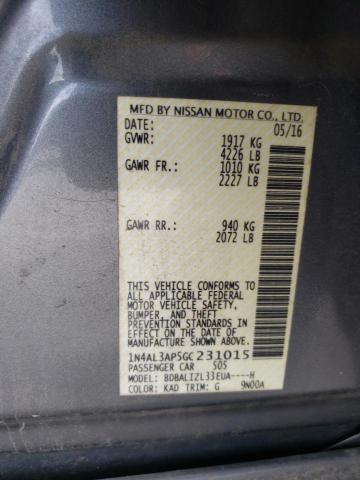 MFD BY NISSAN MOTOR CO., LTD.
DATE: 05/16
GVWR: 1917 KG
4226 LB
GAWR FR.: 1010 KG
2227 LB
GAWR RR.: 940 KG
2072 LB
THIS VEHICLE CONFORMS TO
ALL APPLICABLE FEDERAL
MOTOR VEHICLE SAFETY,
BUMPER, AND THEFT
PREVENTION STANDARDS IN
EFFECT ON THE DATE OF
MANUFACTURE SHOWN ABOVE.
1N4AL3AP5GC231015
PASSENGER CAR 505
MODEL: BDBALIZL33EUA----H
COLOR: KAD TRIM: G 9N00A